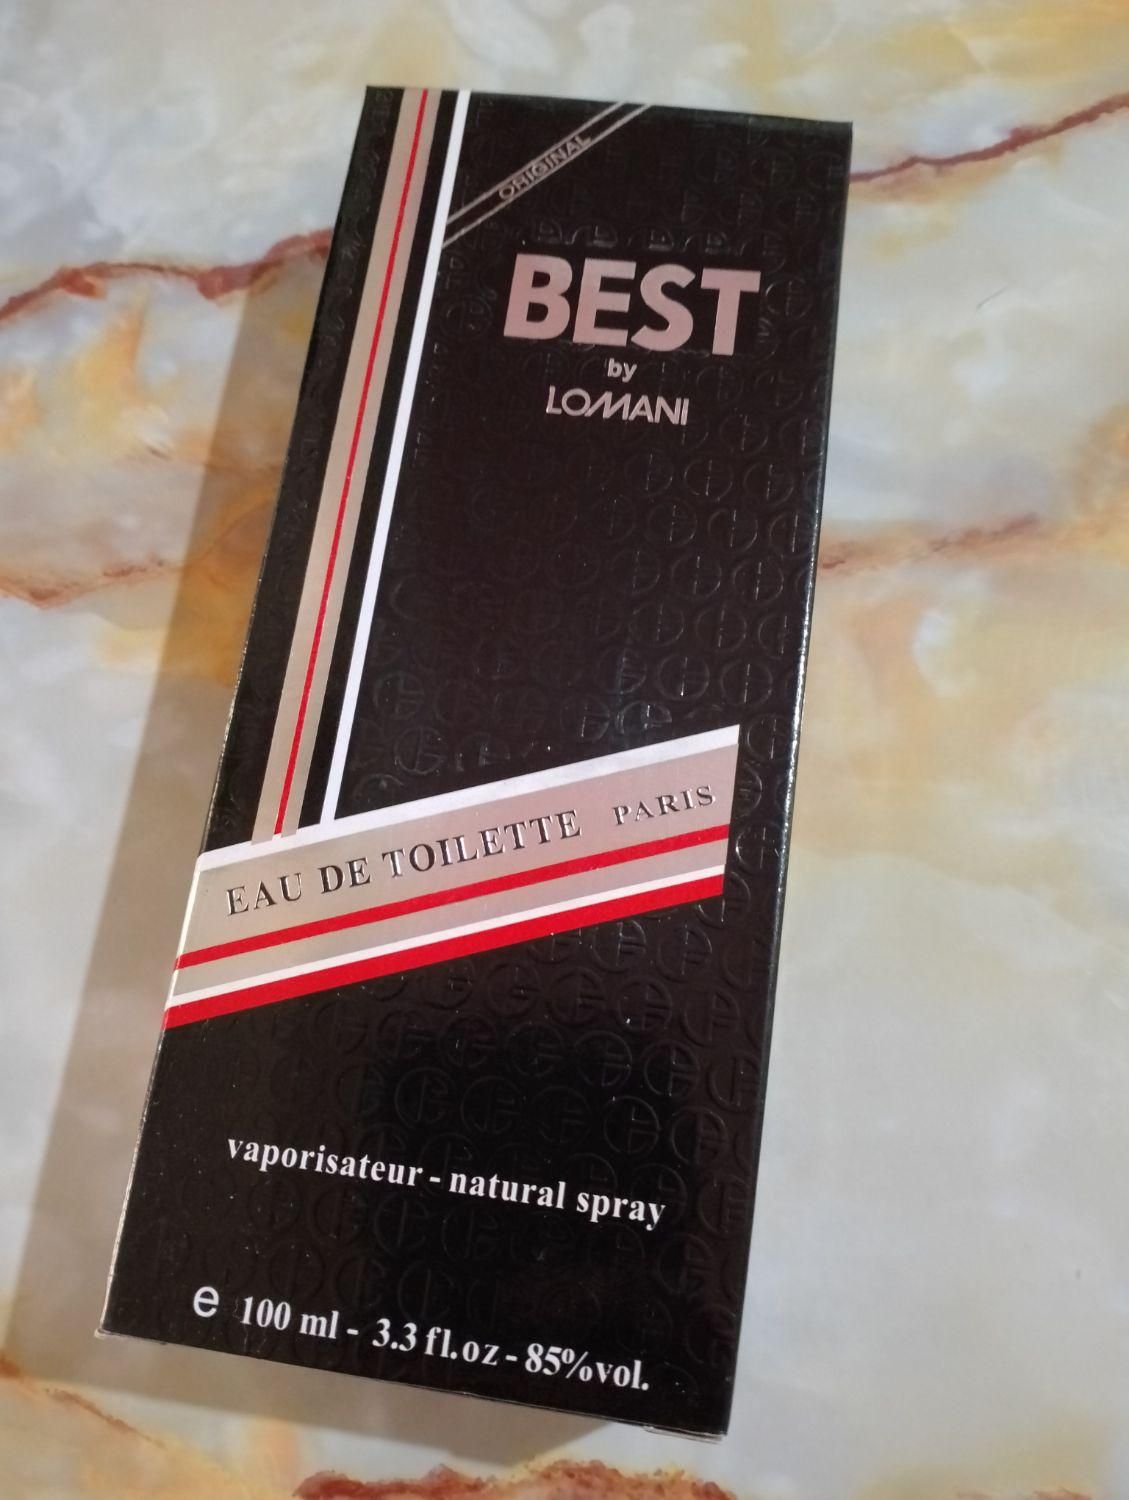 ORIGINAL
BEST
by
LOMANI
EAU DE TOILETTE PARIS
vaporisateur - natural spray
e 100 ml - 3.3 fl.oz - 85%vol.